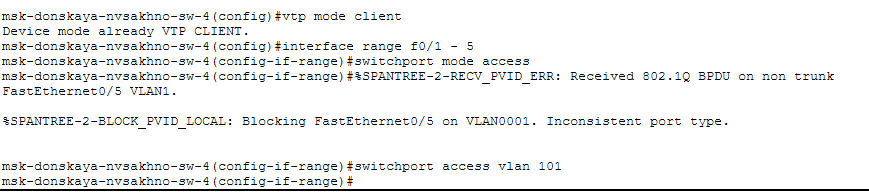 msk-donskaya-nvsakhno-sw-4(config)#vtp mode client
Device mode already VTP CLIENT.
msk-donskaya-nvsakhno-sw-4(config)#interface range f0/1 - 5
msk-donskaya-nvsakhno-sw-4(config-if-range)#switchport mode access
msk-donskaya-nvsakhno-sw-4(config-if-range)#%SPANTREE-2-RECV_PVID_ERR: Received 802.1Q BPDU on non trunk
FastEthernet0/5 VLAN1.
%SPANTREE-2-BLOCK_PVID_LOCAL: Blocking FastEthernet0/5 on VLAN0001. Inconsistent port type.
msk-donskaya-nvsakhno-sw-4(config-if-range)#switchport access vlan 101
msk-donskaya-nvsakhno-sw-4(config-if-range)#